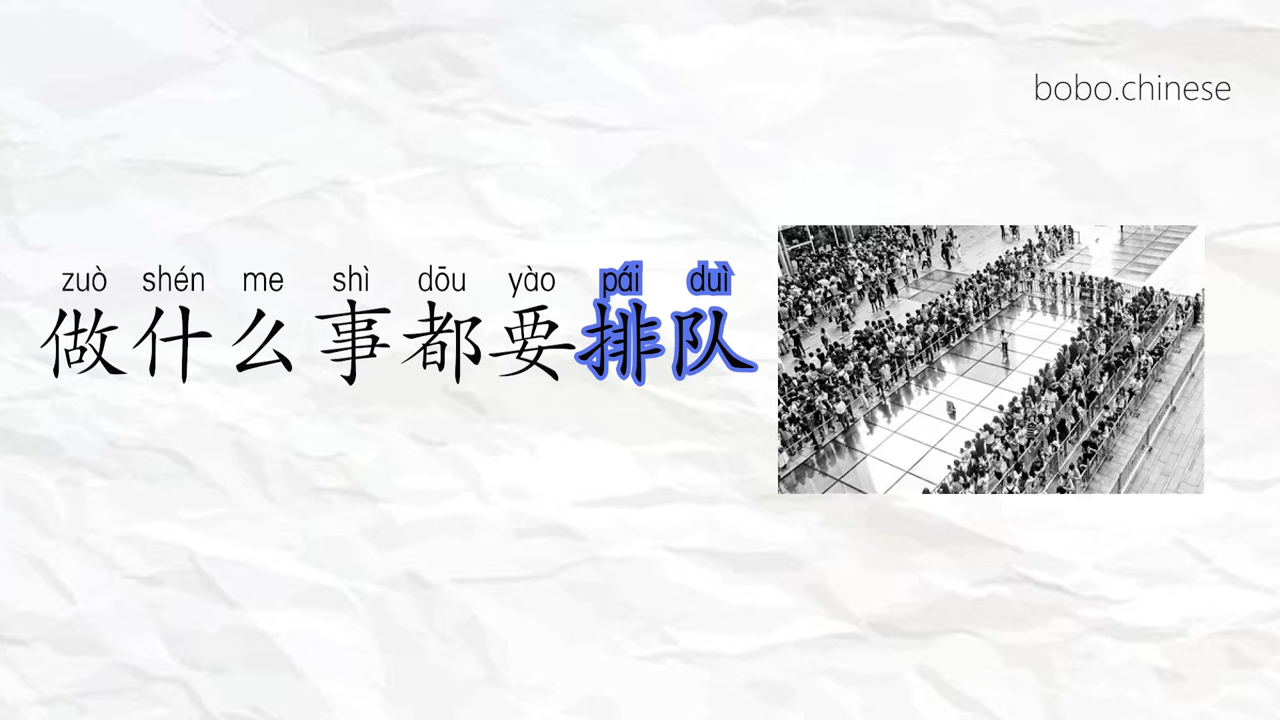 bobo.chinese
zuò shén me shì dōu yào pái duì
做什么事都要排队